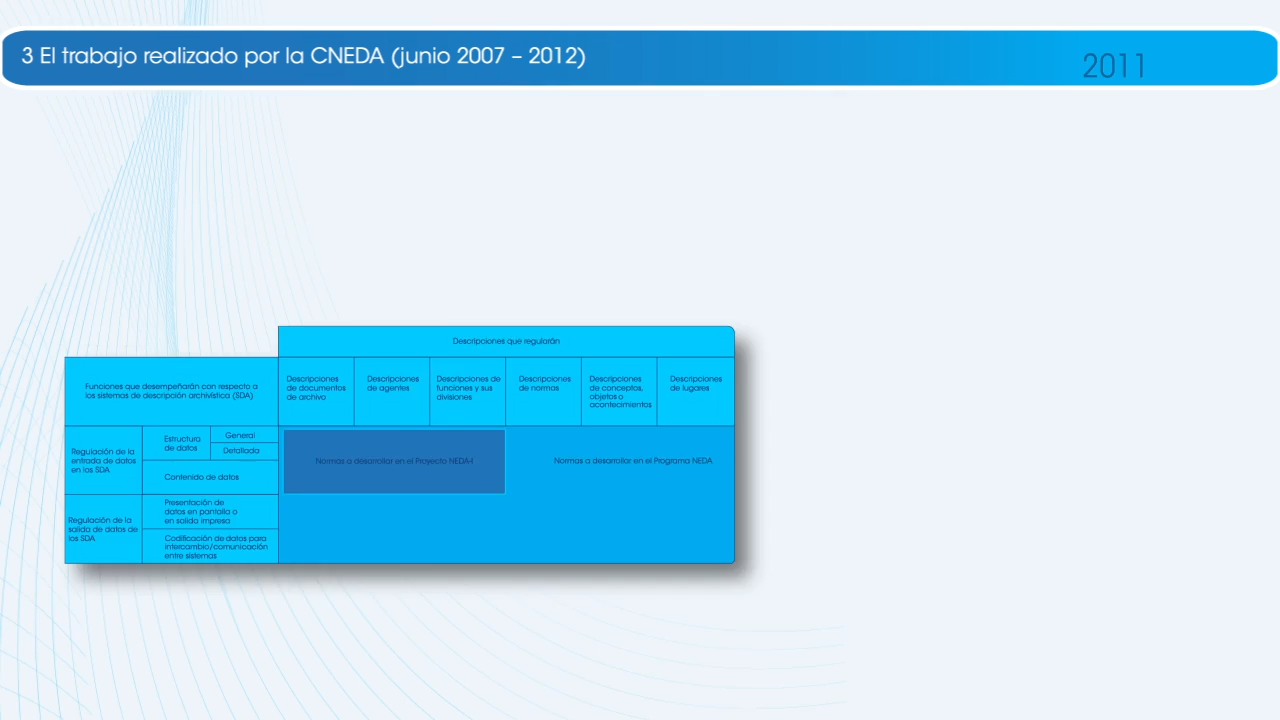 3 El trabajo realizado por la CNEDA (junio 2007 – 2012)
2011
Descripciones que regularán
Funciones que desempeñarán con respecto a
los sistemas de descripción archivística (SDA)
Descripciones
de documentos
de archivo
Descripciones
de agentes
Descripciones de
funciones y sus
divisiones
Descripciones
de normas
Descripciones
de conceptos,
objetos o
acontecimientos
Descripciones
de lugares
Regulación de la
entrada de datos
en los SDA
Estructura
de datos
General
Detallada
Contenido de datos
Normas a desarrollar en el Proyecto NEDA-I
Normas a desarrollar en el Programa NEDA
Regulación de la
salida de datos de
los SDA
Presentación de
datos en pantalla o
en salida impresa
Codificación de datos para
intercambio/comunicación
entre sistemas